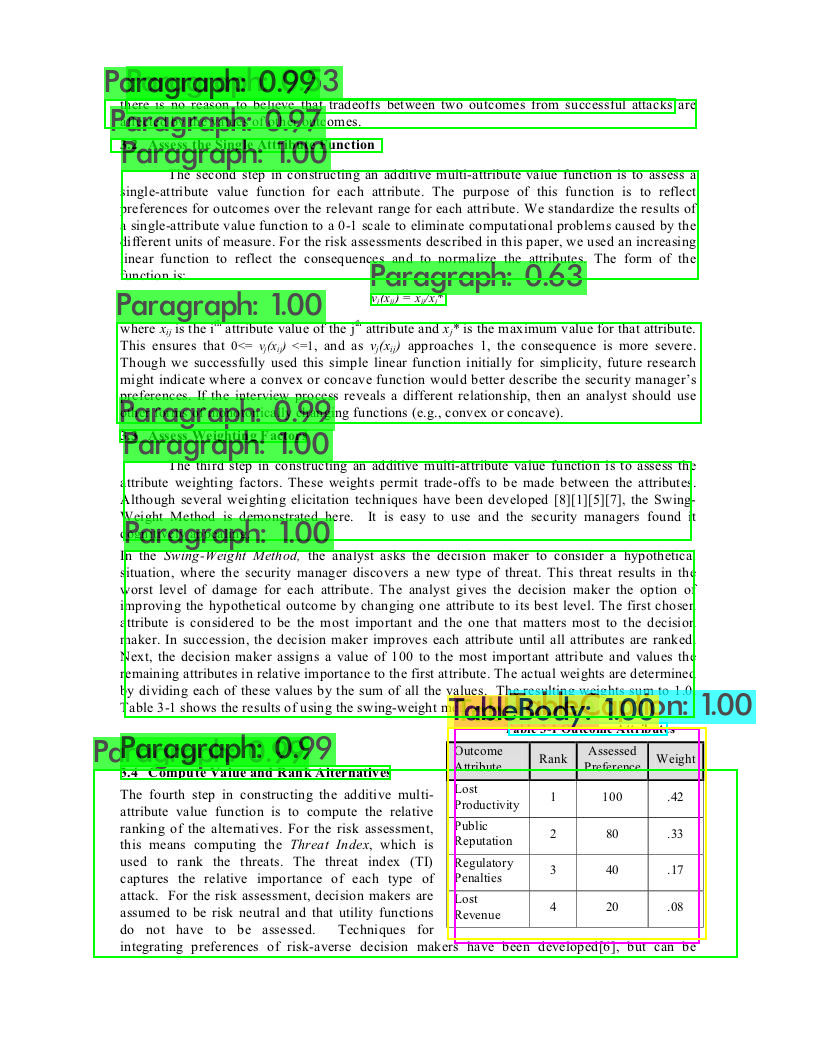 Paragraph: 0.99
there is no reason to believe that tradeoffs between two outcomes from successful attacks are
Paragraph: 0.97
comes.
Assess the Single Attribute Function
Paragraph: 1.00
The second step in constructing an additive multi-attribute value function is to assess a
single-attribute value function for each attribute. The purpose of this function is to reflect
preferences for outcomes over the relevant range for each attribute. We standardize the results of
a single-attribute value function to a 0-1 scale to eliminate computational problems caused by the
different units of measure. For the risk assessments described in this paper, we used an increasing
linear function to reflect the consequences and to normalize the attributes. The form of the
function is:
Paragraph: 0.63
vj(xij) = xij/xj*
Paragraph: 1.00
where xij is the ith attribute value of the jth attribute and xj* is the maximum value for that attribute.
This ensures that 0<= vj(xij) <=1, and as vj(xij) approaches 1, the consequence is more severe.
Though we successfully used this simple linear function initially for simplicity, future research
might indicate where a convex or concave function would better describe the security manager's
preferences. If the interview process reveals a different relationship, then an analyst should use
Paragraph: 0.99
changing functions (e.g., convex or concave).
Assess Weighting Factors
Paragraph: 1.00
The third step in constructing an additive multi-attribute value function is to assess the
attribute weighting factors. These weights permit trade-offs to be made between the attributes.
Although several weighting elicitation techniques have been developed [8][1][5][7], the Swing-
Weight Method is demonstrated here. It is easy to use and the security managers found it
Paragraph: 1.00
In the Swing-Weight Method, the analyst asks the decision maker to consider a hypothetical
situation, where the security manager discovers a new type of threat. This threat results in the
worst level of damage for each attribute. The analyst gives the decision maker the option of
improving the hypothetical outcome by changing one attribute to its best level. The first chosen
attribute is considered to be the most important and the one that matters most to the decision
maker. In succession, the decision maker improves each attribute until all attributes are ranked.
Next, the decision maker assigns a value of 100 to the most important attribute and values the
remaining attributes in relative importance to the first attribute. The actual weights are determined
by dividing each of these values by the sum of all the values. The resulting weights sum to 1.0.
Table 3-1 shows the results of using the swing-weight
TableBody: 1.00 1.00
Table 3-1 Outcome Attributes
Paragraph: 0.99
3.4 Compute Value and Rank Alternatives
The fourth step in constructing the additive multi-
attribute value function is to compute the relative
ranking of the alternatives. For the risk assessment,
this means computing the Threat Index, which is
used to rank the threats. The threat index (TI)
captures the relative importance of each type of
attack. For the risk assessment, decision makers are
assumed to be risk neutral and that utility functions
do not have to be assessed. Techniques for
integrating preferences of risk-averse decision makers have been developed[6], but can be
Outcome Attribute Rank Assessed Preference Weight
Lost Productivity 1 100 .42
Public Reputation 2 80 .33
Regulatory Penalties 3 40 .17
Lost Revenue 4 20 .08